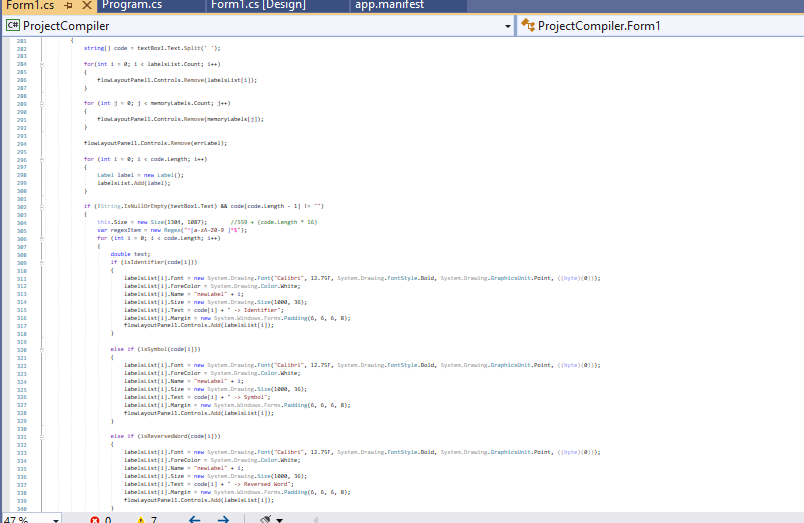 Form1.cs Program.cs Form1.cs [Design] app.manifest
C# ProjectCompiler ProjectCompiler.Form1
281 {
282 string[] code = textBox1.Text.Split(' ');
283
284 for(int i = 0; i < labelsList.Count; i++)
285 {
286 flowLayoutPanel1.Controls.Remove(labelsList[i]);
287 }
288
289 for (int j = 0; j < memoryLabels.Count; j++)
290 {
291 flowLayoutPanel1.Controls.Remove(memoryLabels[j]);
292 }
293
294 flowLayoutPanel1.Controls.Remove(errLabel);
295
296 for (int i = 0; i < code.Length; i++)
297 {
298 Label label = new Label();
299 labelsList.Add(label);
300 }
301
302 if (!String.IsNullOrEmpty(textBox1.Text) && code[code.Length - 1] != "")
303 {
304 this.Size = new Size(1304, 1087); //559 + (code.Length * 16)
305 var regexItem = new Regex("^[a-zA-Z0-9 ]*$");
306 for (int i = 0; i < code.Length; i++)
307 {
308 double test;
309 if (isIdentifier(code[i]))
310 {
311 labelsList[i].Font = new System.Drawing.Font("Calibri", 12.75F, System.Drawing.FontStyle.Bold, System.Drawing.GraphicsUnit.Point, ((byte)(0)));
312 labelsList[i].ForeColor = System.Drawing.Color.White;
313 labelsList[i].Name = "newLabel" + i;
314 labelsList[i].Size = new System.Drawing.Size(1000, 36);
315 labelsList[i].Text = code[i] + " -> Identifier";
316 labelsList[i].Margin = new System.Windows.Forms.Padding(6, 6, 6, 8);
317 flowLayoutPanel1.Controls.Add(labelsList[i]);
318 }
319
320 else if (isSymbol(code[i]))
321 {
322 labelsList[i].Font = new System.Drawing.Font("Calibri", 12.75F, System.Drawing.FontStyle.Bold, System.Drawing.GraphicsUnit.Point, ((byte)(0)));
323 labelsList[i].ForeColor = System.Drawing.Color.White;
324 labelsList[i].Name = "newLabel" + i;
325 labelsList[i].Size = new System.Drawing.Size(1000, 36);
326 labelsList[i].Text = code[i] + " -> Symbol";
327 labelsList[i].Margin = new System.Windows.Forms.Padding(6, 6, 6, 8);
328 flowLayoutPanel1.Controls.Add(labelsList[i]);
329 }
330
331 else if (isReversedWord(code[i]))
332 {
333 labelsList[i].Font = new System.Drawing.Font("Calibri", 12.75F, System.Drawing.FontStyle.Bold, System.Drawing.GraphicsUnit.Point, ((byte)(0)));
334 labelsList[i].ForeColor = System.Drawing.Color.White;
335 labelsList[i].Name = "newLabel" + i;
336 labelsList[i].Size = new System.Drawing.Size(1000, 36);
337 labelsList[i].Text = code[i] + " -> Reversed Word";
338 labelsList[i].Margin = new System.Windows.Forms.Padding(6, 6, 6, 8);
339 flowLayoutPanel1.Controls.Add(labelsList[i]);
340 }
47 % 0 7